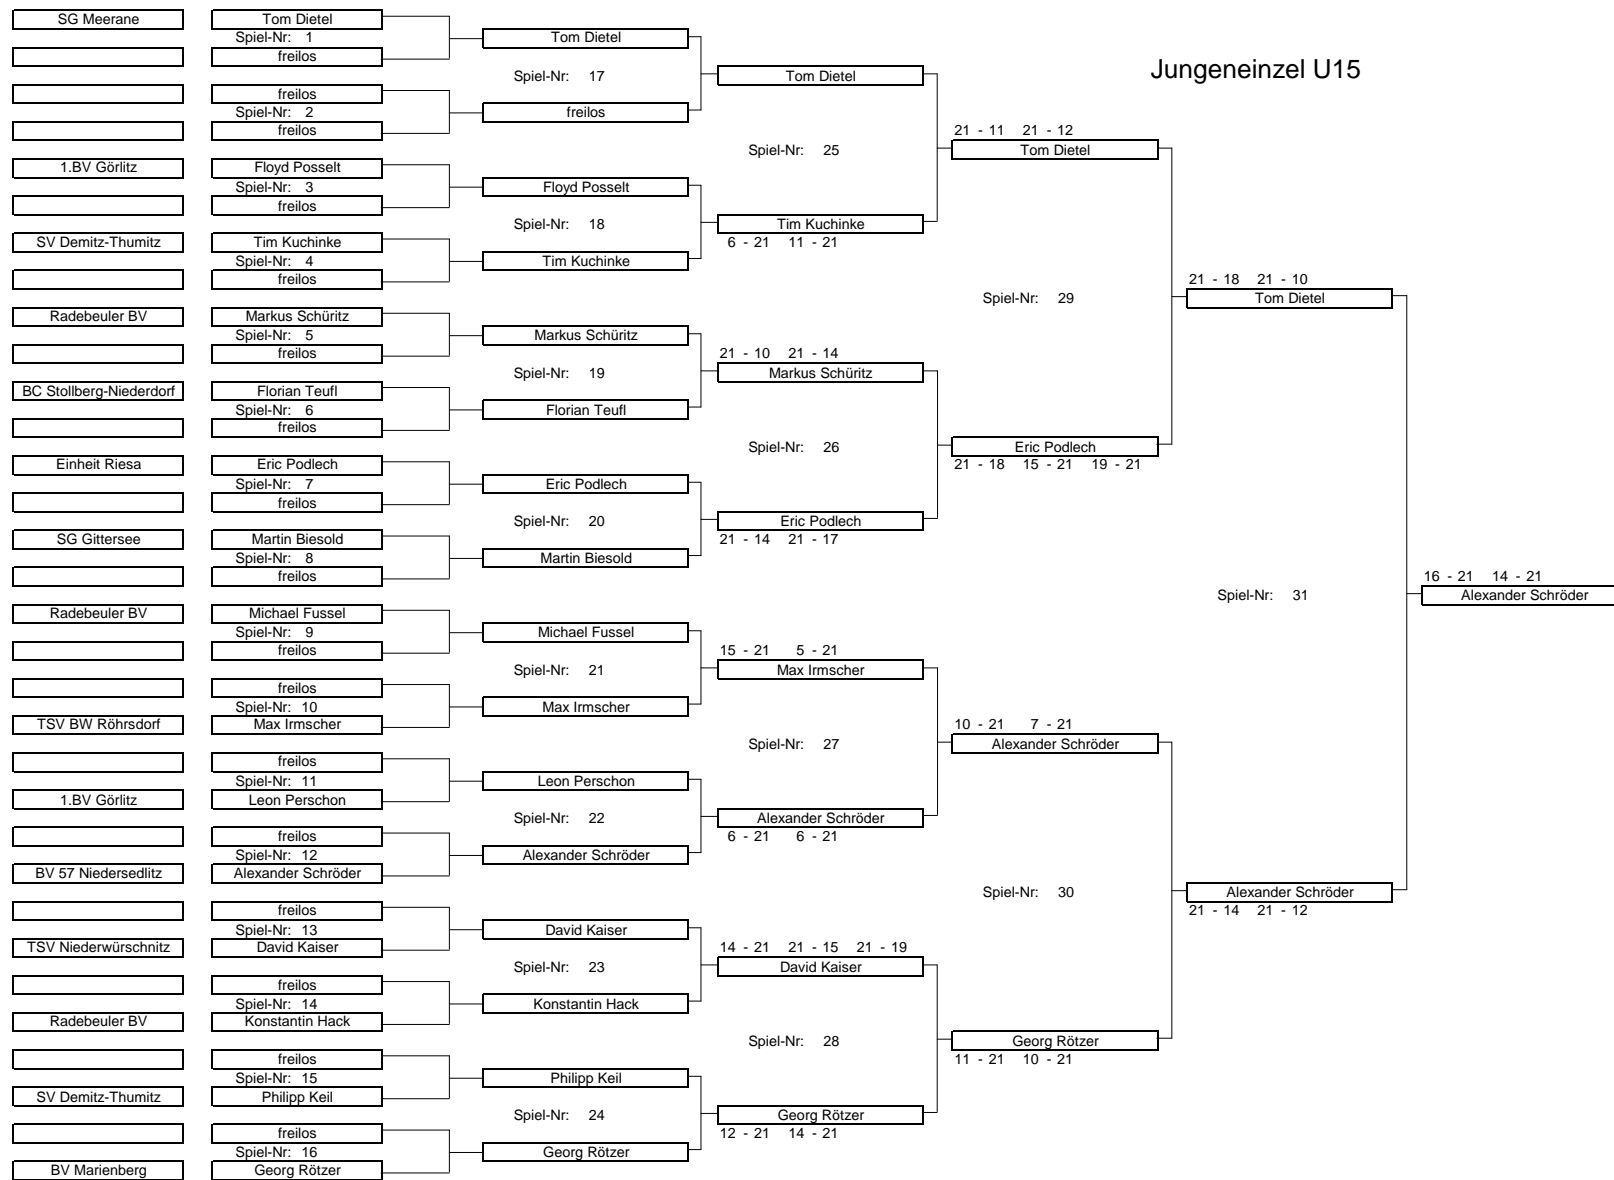 SG Meerane Tom Dietel
Spiel-Nr: 1 Tom Dietel
freilos
Spiel-Nr: 17 Tom Dietel Jungeneinzel U15
freilos
Spiel-Nr: 2 freilos
freilos 21 - 11 21 - 12
Spiel-Nr: 25 Tom Dietel
1.BV Görlitz Floyd Posselt
Spiel-Nr: 3 Floyd Posselt
freilos
Spiel-Nr: 18 Tim Kuchinke
SV Demitz-Thumitz Tim Kuchinke 6 - 21 11 - 21
Spiel-Nr: 4 Tim Kuchinke
freilos 21 - 18 21 - 10
Spiel-Nr: 29 Tom Dietel
Radebeuler BV Markus Schüritz
Spiel-Nr: 5 Markus Schüritz
freilos 21 - 10 21 - 14
Spiel-Nr: 19 Markus Schüritz
BC Stollberg-Niederdorf Florian Teufl
Spiel-Nr: 6 Florian Teufl
freilos
Spiel-Nr: 26 Eric Podlech
Einheit Riesa Eric Podlech 21 - 18 15 - 21 19 - 21
Spiel-Nr: 7 Eric Podlech
freilos
Spiel-Nr: 20 Eric Podlech
SG Gittersee Martin Biesold 21 - 14 21 - 17
Spiel-Nr: 8 Martin Biesold
freilos 16 - 21 14 - 21
Spiel-Nr: 31 Alexander Schröder
Radebeuler BV Michael Fussel
Spiel-Nr: 9 Michael Fussel
freilos 15 - 21 5 - 21
Spiel-Nr: 21 Max Irmscher
freilos
Spiel-Nr: 10 Max Irmscher
TSV BW Röhrsdorf Max Irmscher 10 - 21 7 - 21
Spiel-Nr: 27 Alexander Schröder
freilos
Spiel-Nr: 11 Leon Perschon
1.BV Görlitz Leon Perschon
Spiel-Nr: 22 Alexander Schröder
freilos 6 - 21 6 - 21
Spiel-Nr: 12 Alexander Schröder
BV 57 Niedersedlitz Alexander Schröder
Spiel-Nr: 30 Alexander Schröder
freilos 21 - 14 21 - 12
Spiel-Nr: 13 David Kaiser
TSV Niederwürschnitz David Kaiser 14 - 21 21 - 15 21 - 19
Spiel-Nr: 23 David Kaiser
freilos
Spiel-Nr: 14 Konstantin Hack
Radebeuler BV Konstantin Hack
Spiel-Nr: 28 Georg Rötzer
freilos 11 - 21 10 - 21
Spiel-Nr: 15 Philipp Keil
SV Demitz-Thumitz Philipp Keil
Spiel-Nr: 24 Georg Rötzer
freilos 12 - 21 14 - 21
Spiel-Nr: 16 Georg Rötzer
BV Marienberg Georg Rötzer